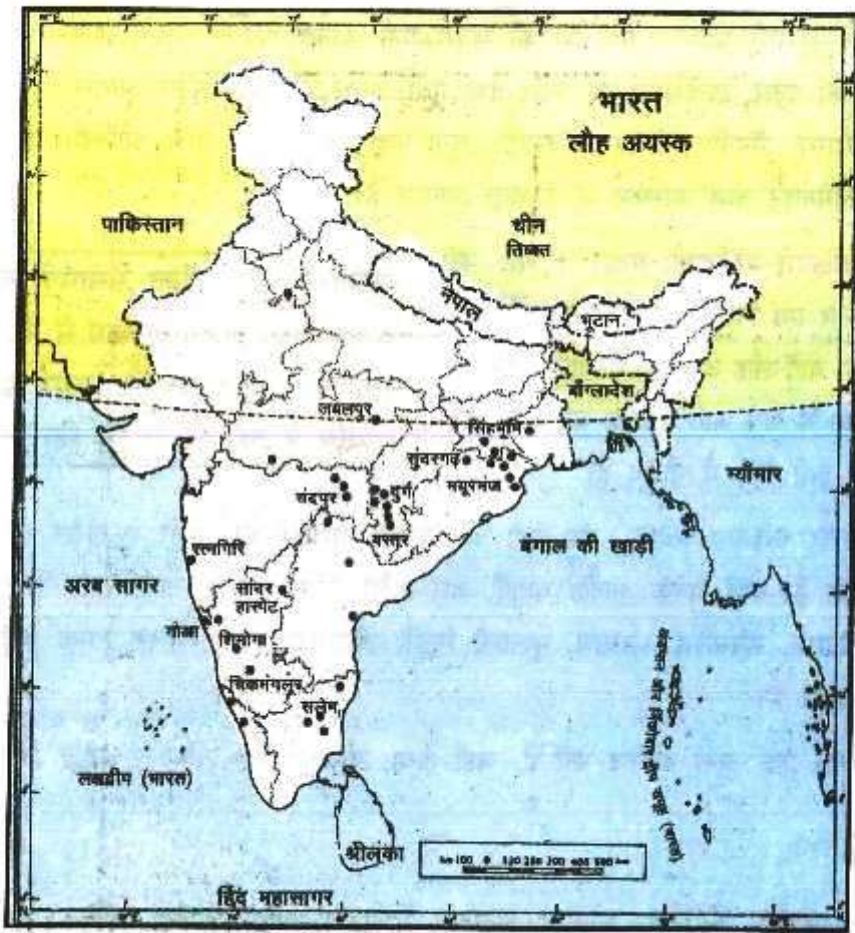 भारत
लौह अयस्क
पाकिस्तान
चीन
तिब्बत
नेपाल
भूटान
बाँग्लादेश
जबलपुर
सिंहभूमि
सुंदरगढ़
म्याँमार
चंद्रपुर
दुर्ग
मयूरभंज
बस्तर
बंगाल की खाड़ी
रत्नागिरि
अरब सागर
हास्पेट
गोआ
शिमोगा
चिकमंगलूर
सलेम
लक्षद्वीप (भारत)
श्रीलंका
हिंद महासागर